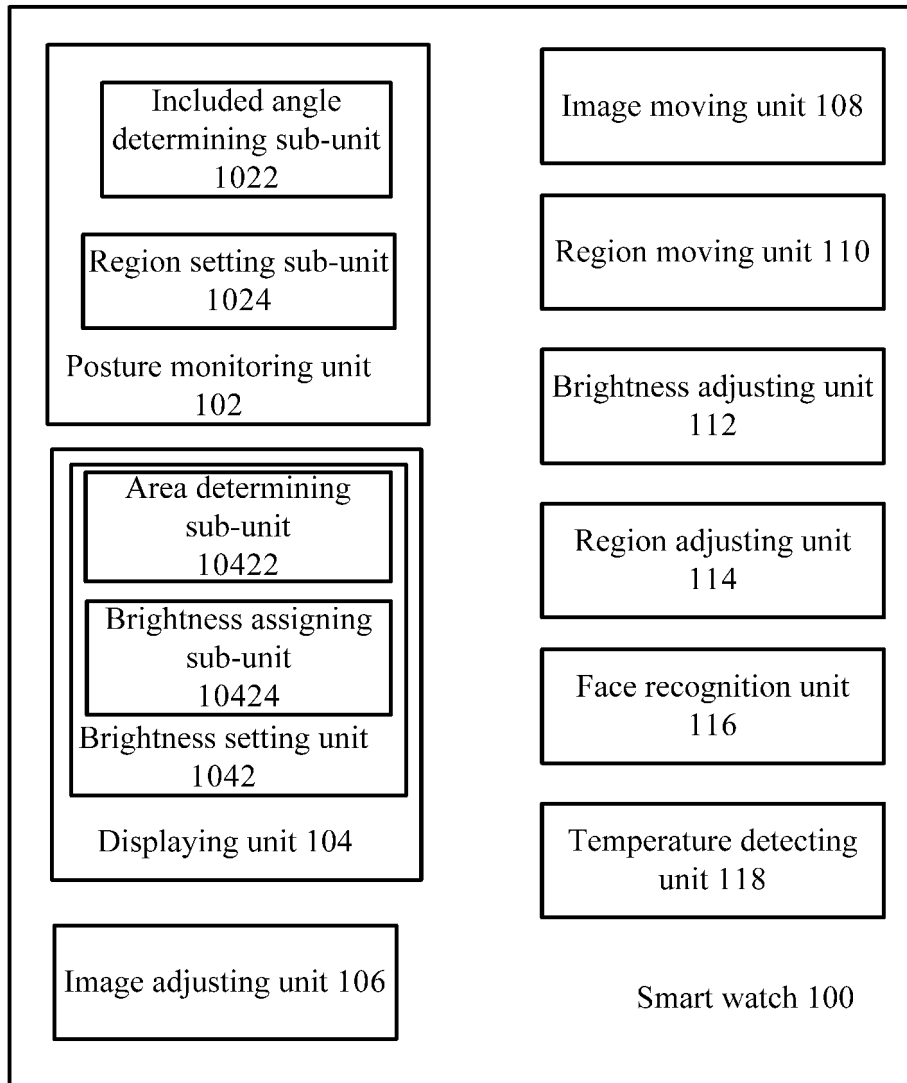 Included angle
determining sub-unit
1022
Region setting sub-unit
1024
Posture monitoring unit
102
Area determining
sub-unit
10422
Brightness assigning
sub-unit
10424
Brightness setting unit
1042
Displaying unit 104
Image adjusting unit 106
Image moving unit 108
Region moving unit 110
Brightness adjusting unit
112
Region adjusting unit
114
Face recognition unit
116
Temperature detecting
unit 118
Smart watch 100